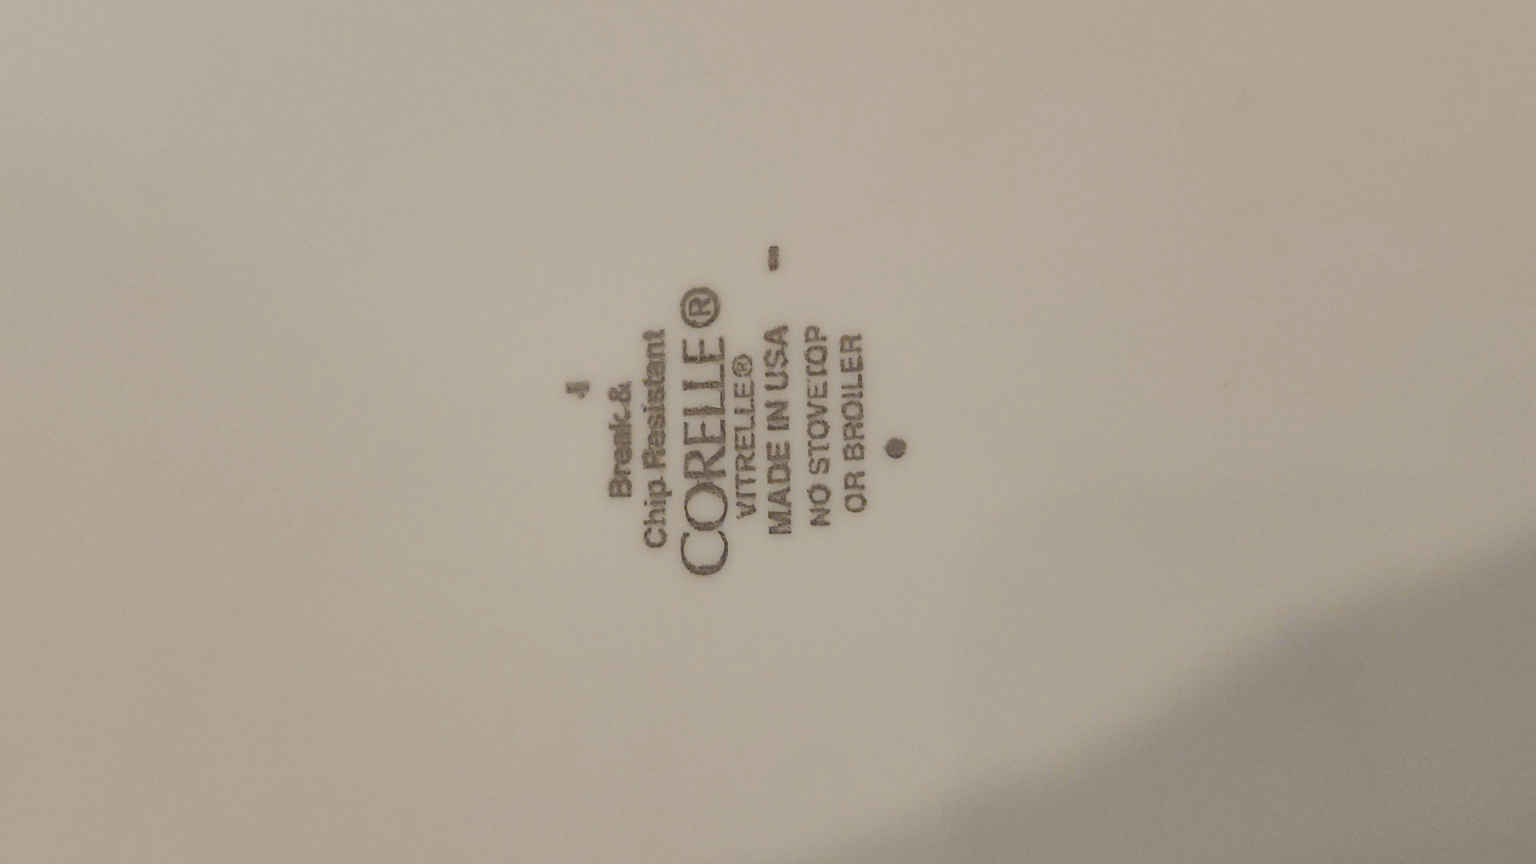 Break &
Chip Resistant
CORELLE®
VITRELLE®
MADE IN USA
NO STOVETOP
OR BROILER